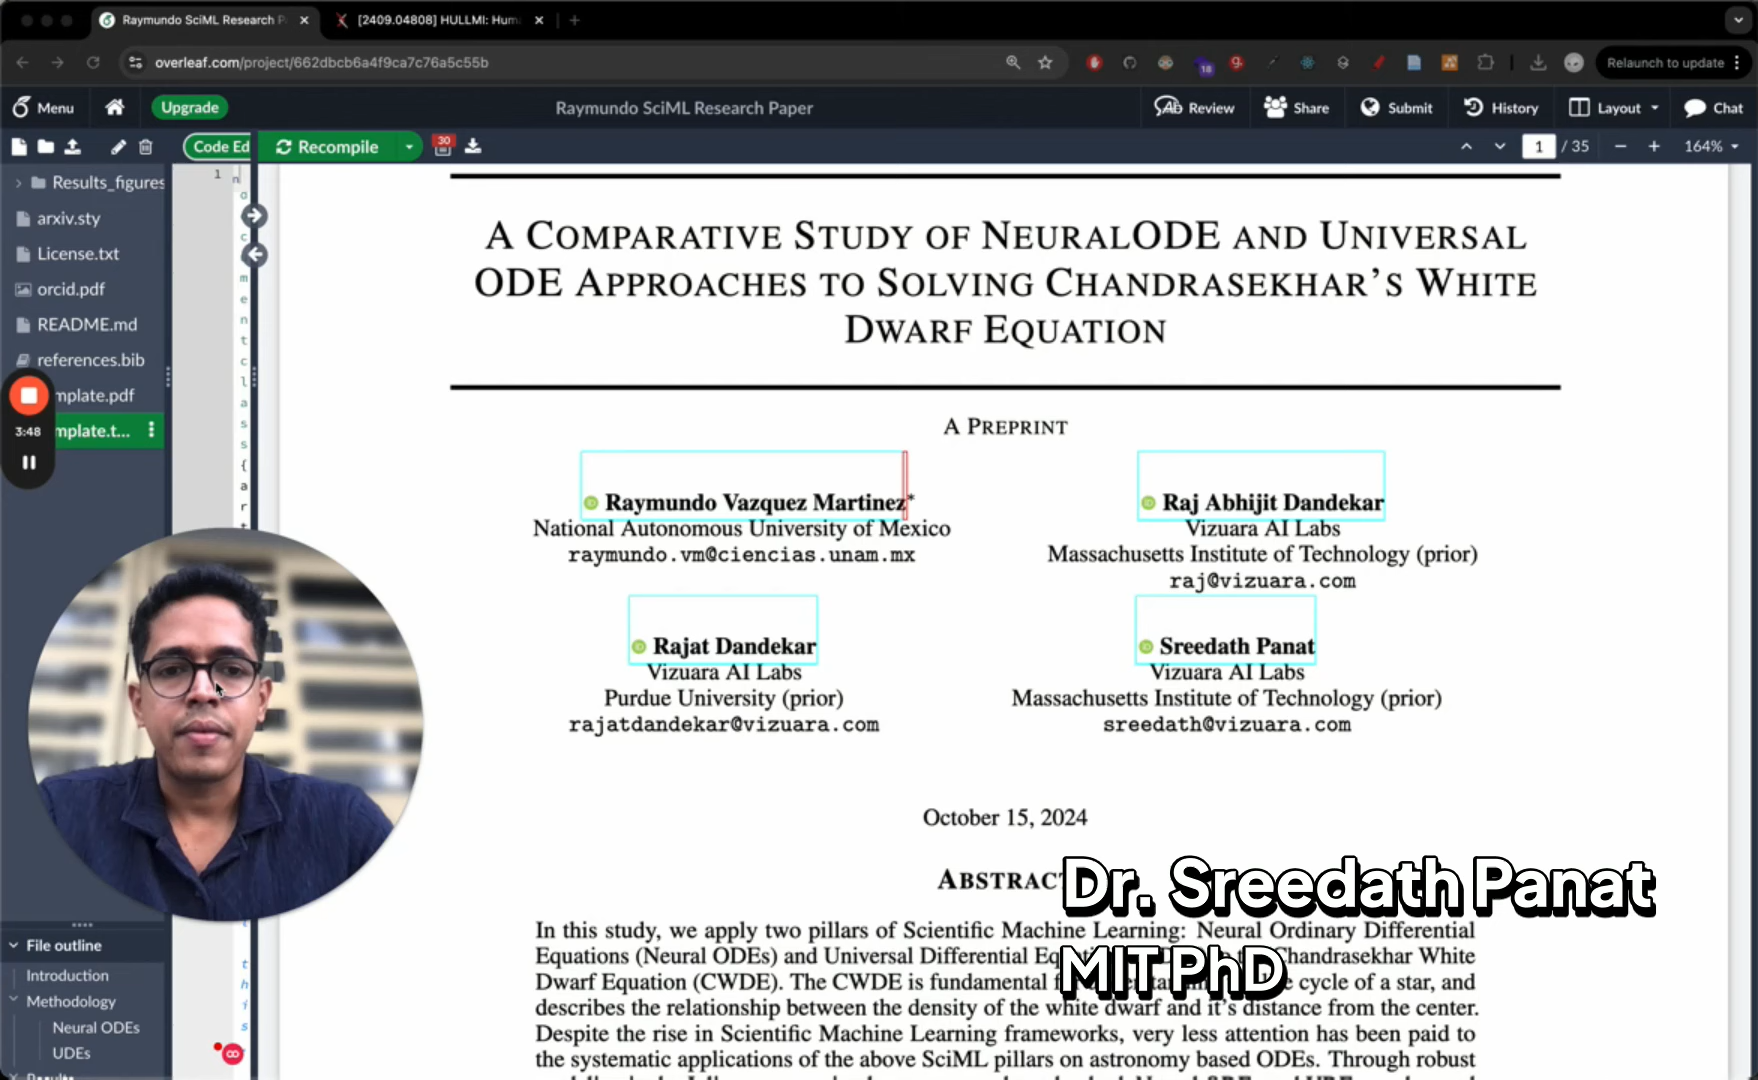 Raymundo SciML Research P
[2409.04808] HULLMI: Hum
overleaf.com/project/662dbcb6a4f9ca7c76a5c55b
18
Relaunch to update
Menu
Upgrade
Raymundo SciML Research Paper
Review
Share
Submit
History
Layout
Chat
Code Ed
Recompile
30
1 / 35
164%
Results_figures
arxiv.sty
License.txt
orcid.pdf
README.md
references.bib
mplate.pdf
mplate.t...
3:48
File outline
Introduction
Methodology
Neural ODEs
UDEs
Results
1
A COMPARATIVE STUDY OF NEURALODE AND UNIVERSAL
ODE APPROACHES TO SOLVING CHANDRASEKHAR'S WHITE
DWARF EQUATION
A PREPRINT
Raymundo Vazquez Martinez*
National Autonomous University of Mexico
raymundo.vm@ciencias.unam.mx
Raj Abhijit Dandekar
Vizuara AI Labs
Massachusetts Institute of Technology (prior)
raj@vizuara.com
Rajat Dandekar
Vizuara AI Labs
Purdue University (prior)
rajatdandekar@vizuara.com
Sreedath Panat
Vizuara AI Labs
Massachusetts Institute of Technology (prior)
sreedath@vizuara.com
October 15, 2024
ABSTRACT
Dr. Sreedath Panat
MIT PhD
In this study, we apply two pillars of Scientific Machine Learning: Neural Ordinary Differential
Equations (Neural ODEs) and Universal Differential Eq Chandrasekhar White
Dwarf Equation (CWDE). The CWDE is fundamental cycle of a star, and
describes the relationship between the density of the white dwarf and it's distance from the center.
Despite the rise in Scientific Machine Learning frameworks, very less attention has been paid to
the systematic applications of the above SciML pillars on astronomy based ODEs. Through robust